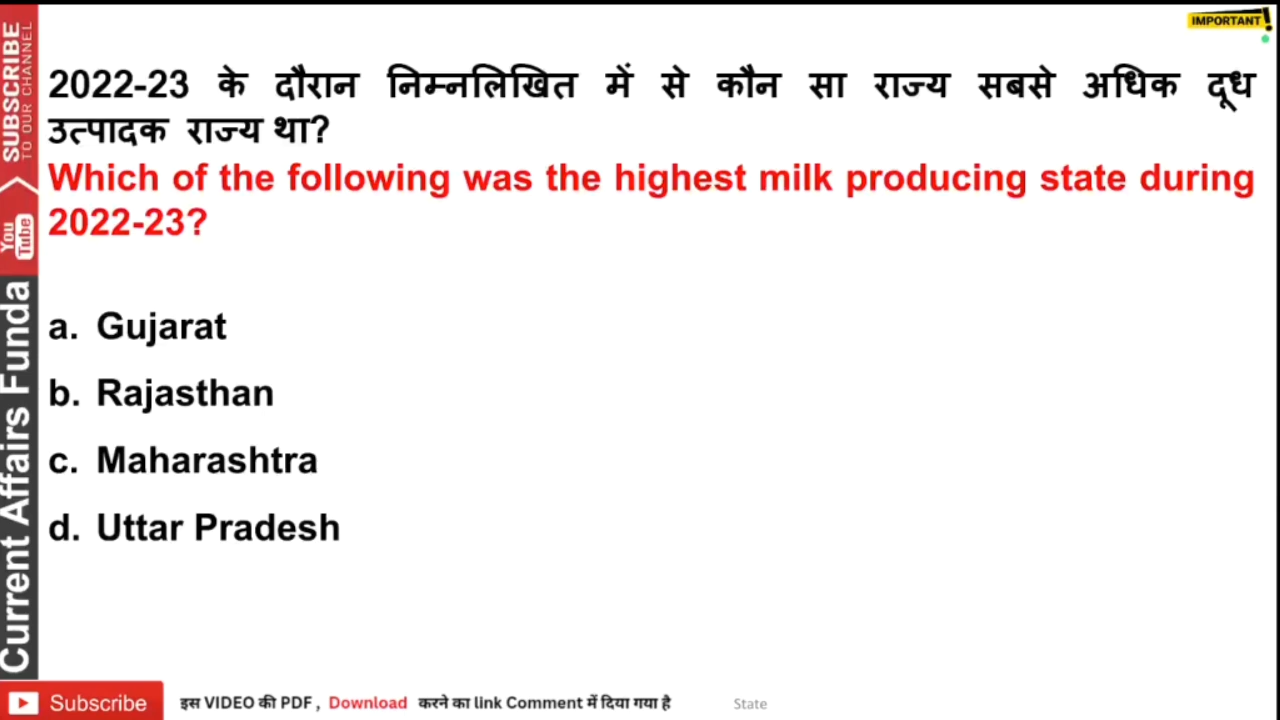 IMPORTANT!
2022-23 के दौरान निम्नलिखित में से कौन सा राज्य सबसे अधिक दूध
उत्पादक राज्य था?
Which of the following was the highest milk producing state during
2022-23?
a. Gujarat
b. Rajasthan
c. Maharashtra
d. Uttar Pradesh
SUBSCRIBE
TO OUR CHANNEL
You
Tube
Current Affairs Funda
Subscribe
इस VIDEO की PDF, Download करने का link Comment में दिया गया है
State